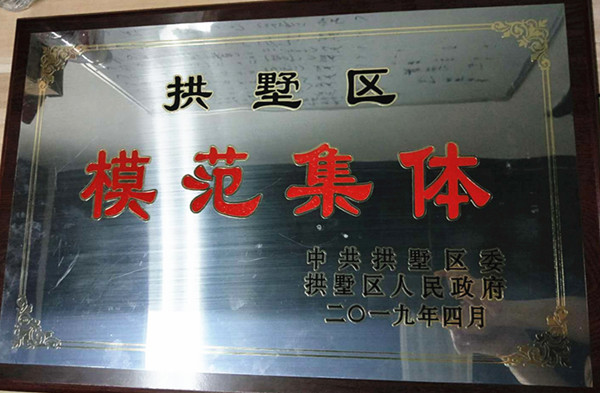 拱墅区
模范集体
中共拱墅区委
拱墅区人民政府
二〇一九年四月